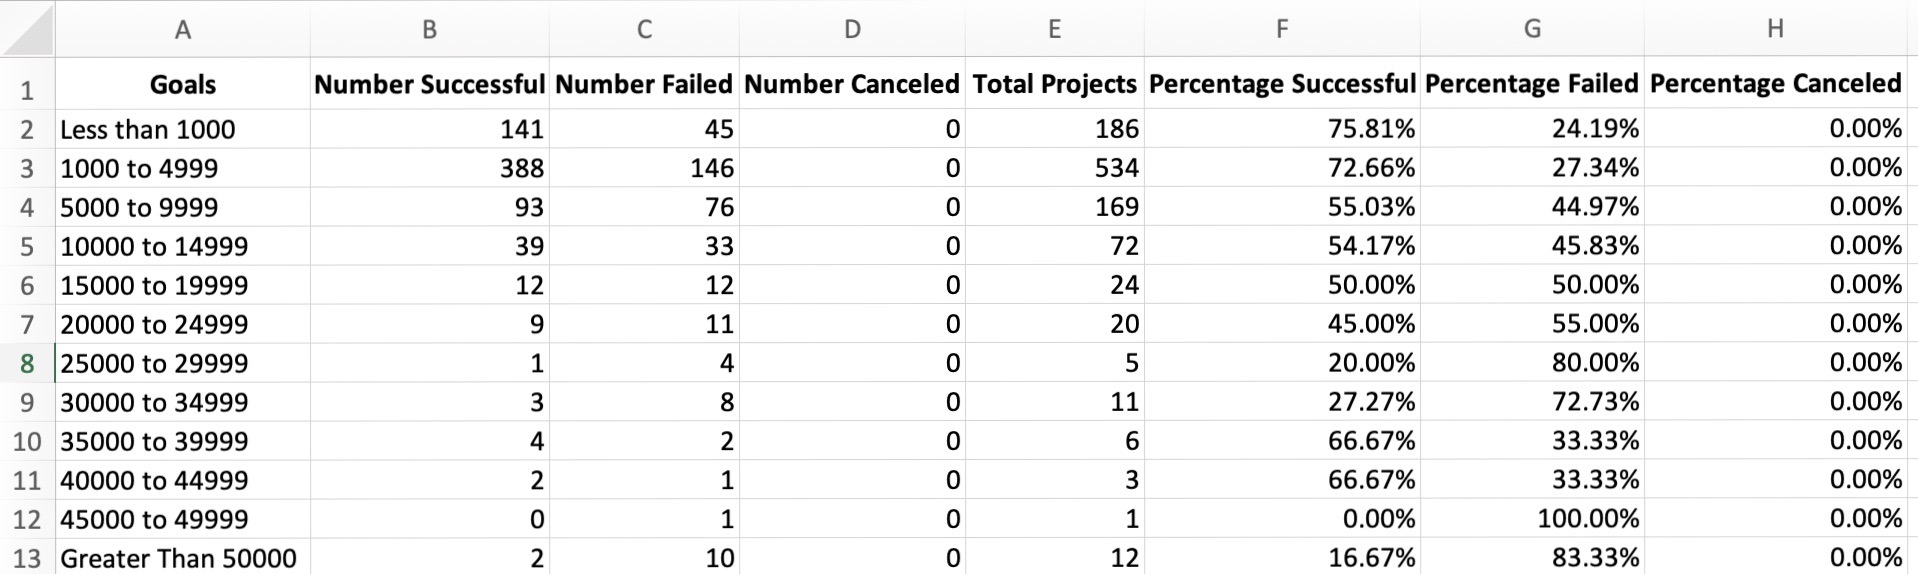 A B C D E F G H
1 Goals Number Successful Number Failed Number Canceled Total Projects Percentage Successful Percentage Failed Percentage Canceled
2 Less than 1000 141 45 0 186 75.81% 24.19% 0.00%
3 1000 to 4999 388 146 0 534 72.66% 27.34% 0.00%
4 5000 to 9999 93 76 0 169 55.03% 44.97% 0.00%
5 10000 to 14999 39 33 0 72 54.17% 45.83% 0.00%
6 15000 to 19999 12 12 0 24 50.00% 50.00% 0.00%
7 20000 to 24999 9 11 0 20 45.00% 55.00% 0.00%
8 25000 to 29999 1 4 0 5 20.00% 80.00% 0.00%
9 30000 to 34999 3 8 0 11 27.27% 72.73% 0.00%
10 35000 to 39999 4 2 0 6 66.67% 33.33% 0.00%
11 40000 to 44999 2 1 0 3 66.67% 33.33% 0.00%
12 45000 to 49999 0 1 0 1 0.00% 100.00% 0.00%
13 Greater Than 50000 2 10 0 12 16.67% 83.33% 0.00%